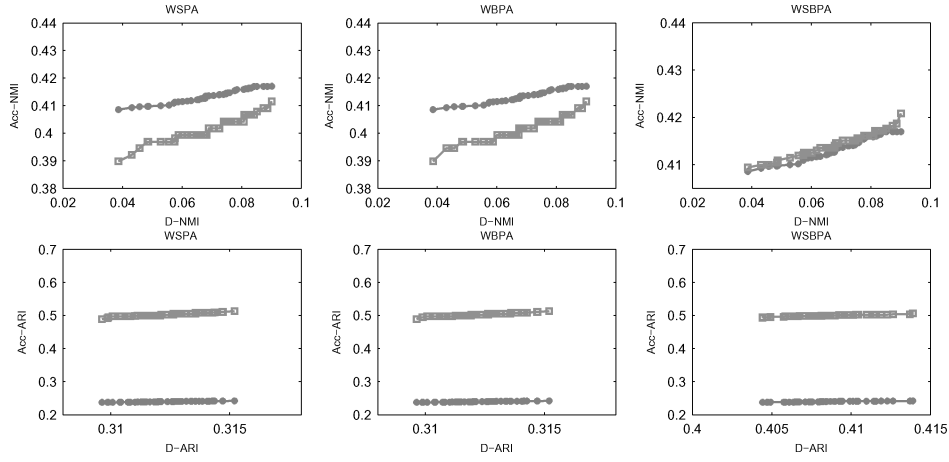 WSPA WBPA WSBPA
0.44 0.44 0.44
0.43 0.43 0.43
0.42 0.42 0.42
0.41 0.41 0.41
0.4 0.4
0.39 0.39
0.38 0.38
Acc-NMI Acc-NMI Acc-NMI
0.02 0.04 0.06 0.08 0.1 0.02 0.04 0.06 0.08 0.1 0.02 0.04 0.06 0.08 0.1
D-NMI D-NMI D-NMI
WSPA WBPA WSBPA
0.7 0.7 0.7
0.6 0.6 0.6
0.5 0.5 0.5
0.4 0.4 0.4
0.3 0.3 0.3
0.2 0.2 0.2
Acc-ARI Acc-ARI Acc-ARI
0.31 0.315 0.31 0.315 0.4 0.405 0.41 0.415
D-ARI D-ARI D-ARI